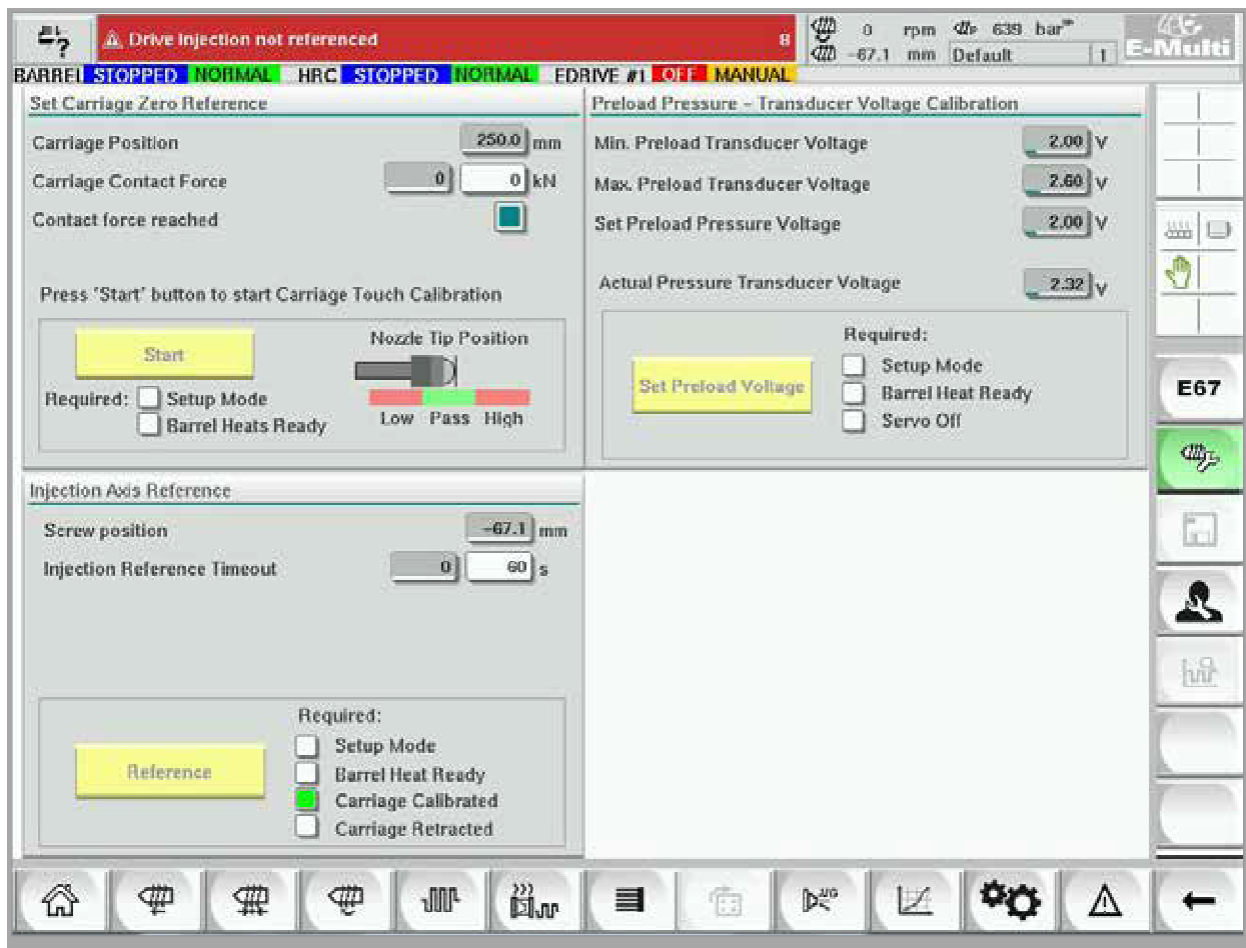 Drive Injection not referenced 8
0 rpm 639 bar
-67.1 mm Default 1
E-Multi
BARREL STOPPED NORMAL HRC STOPPED NORMAL EDRIVE #1 OFF MANUAL
Set Carriage Zero Reference
Carriage Position 250.0 mm
Carriage Contact Force 0 0 kN
Contact force reached
Press 'Start' button to start Carriage Touch Calibration
Start
Nozzle Tip Position
Low Pass High
Required: Setup Mode
Barrel Heats Ready
Preload Pressure - Transducer Voltage Calibration
Min. Preload Transducer Voltage 2.00 V
Max. Preload Transducer Voltage 2.60 V
Set Preload Pressure Voltage 2.00 V
Actual Pressure Transducer Voltage 2.32 V
Set Preload Voltage
Required:
Setup Mode
Barrel Heat Ready
Servo Off
E67
Injection Axis Reference
Screw position -67.1 mm
Injection Reference Timeout 0 60 s
Reference
Required:
Setup Mode
Barrel Heat Ready
Carriage Calibrated
Carriage Retracted